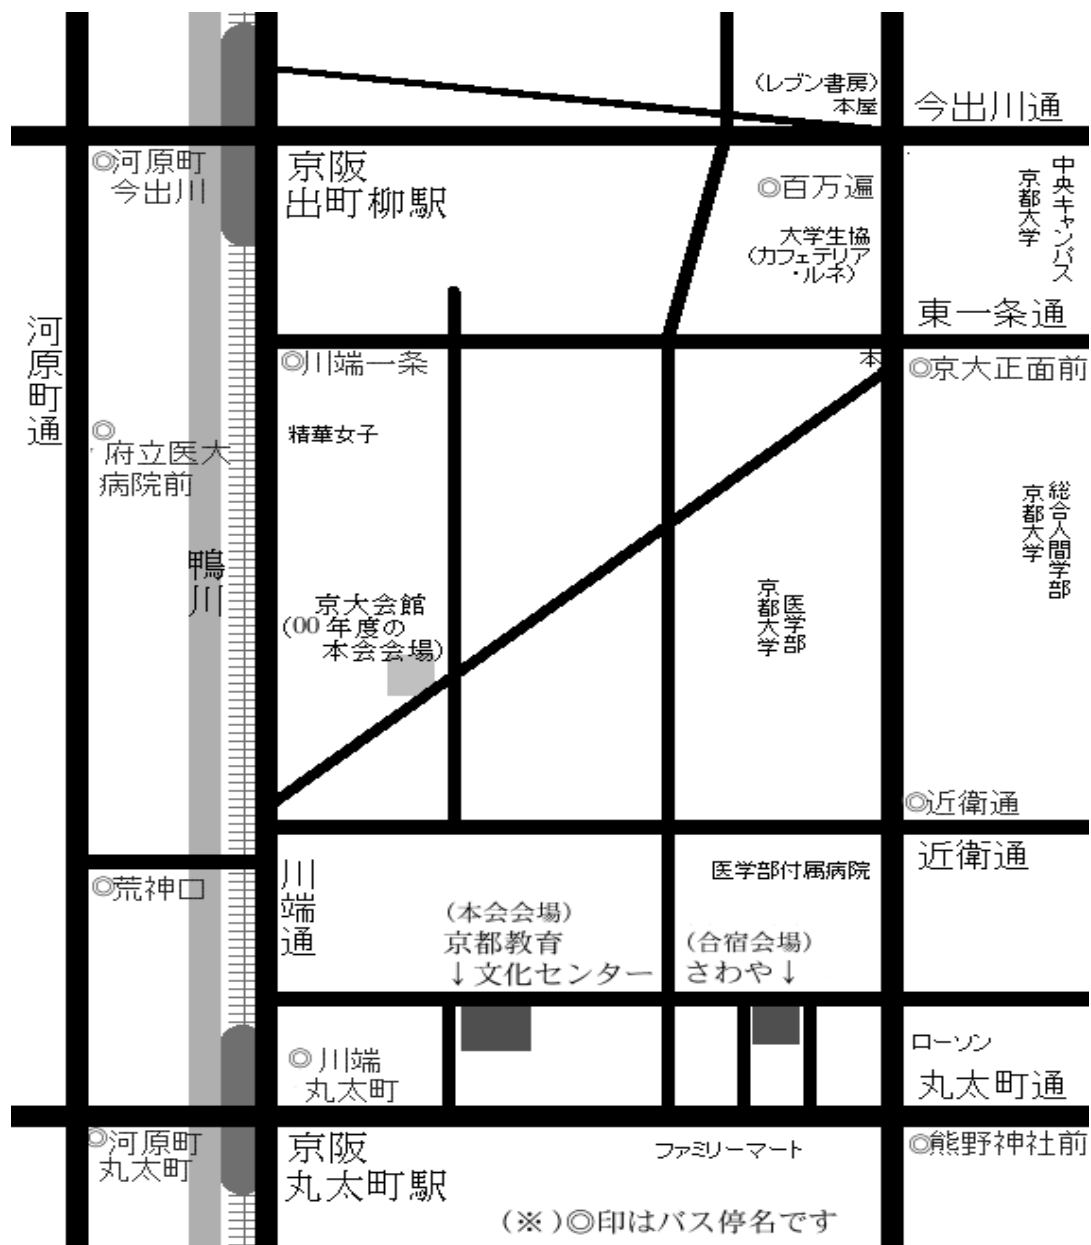 (レブン書房)
本屋
今出川通
◎河原町
今出川
京阪
出町柳駅
◎百万遍
大学生協
(カフェテリア
・ルネ)
中央キャンパス
京都大学
東一条通
河原町通
◎川端一条
本
◎京大正面前
◎
府立医大
病院前
精華女子
総合人間学部
京都大学
鴨川
京大会館
(00年度の
本会会場)
医学部
京都大学
◎近衛通
近衛通
◎荒神口
川端通
医学部付属病院
(本会会場)
京都教育
↓文化センター
(合宿会場)
さわや↓
ローソン
◎川端
丸太町
丸太町通
◎河原町
丸太町
京阪
丸太町駅
ファミリーマート
◎熊野神社前
(※)◎印はバス停名です